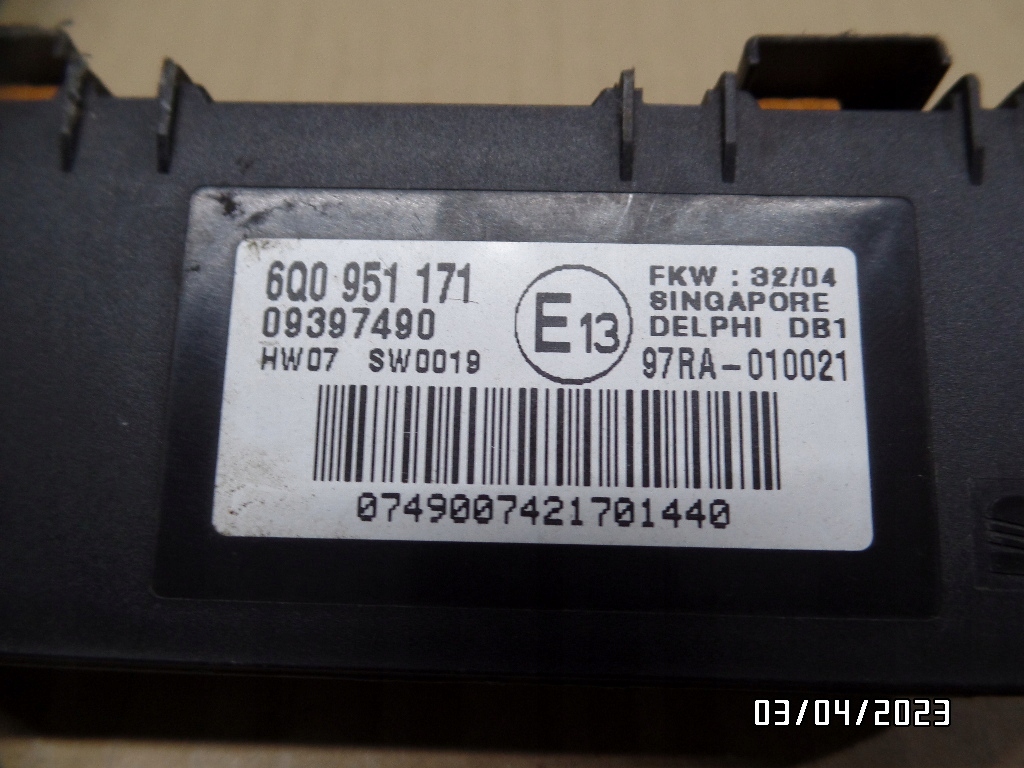 6Q0 951 171
09397490
HW07 SW0019
E13
FKW : 32/04
SINGAPORE
DELPHI DB1
97RA-010021
0749007421701440
03/04/2023